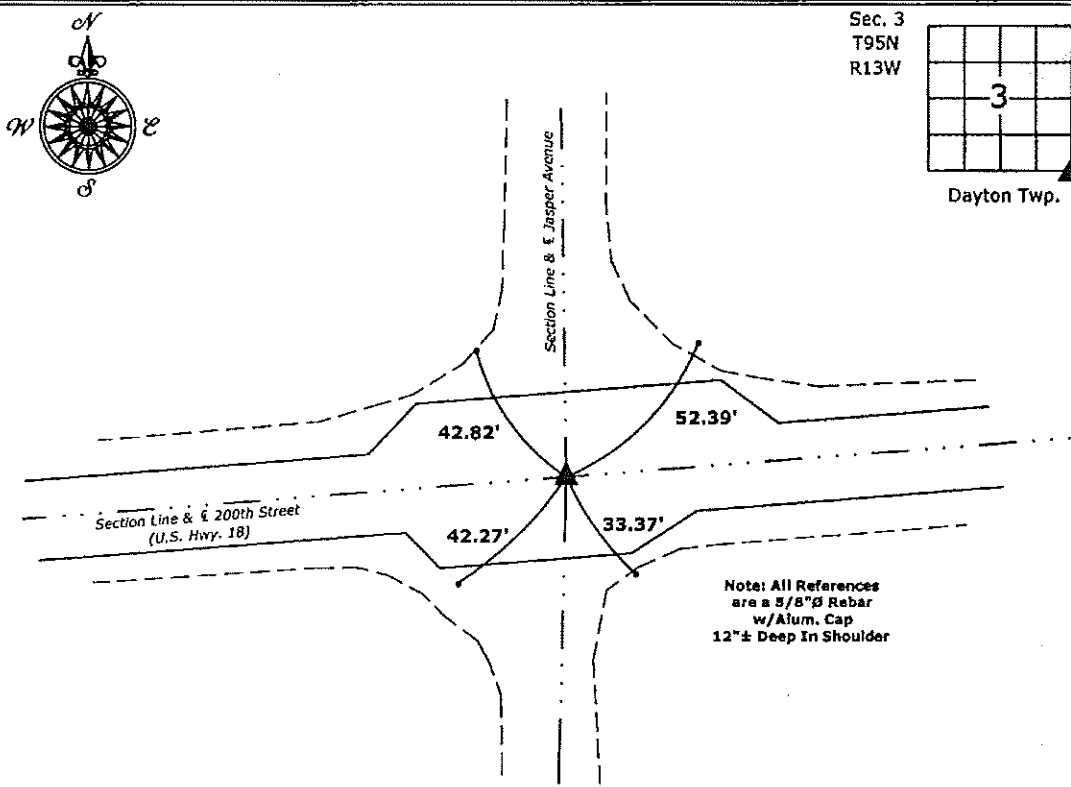 N
W
E
S
Sec. 3
T95N
R13W
3
Dayton Twp.
Section Line & ℄ Jasper Avenue
42.82'
52.39'
Section Line & ℄ 200th Street
(U.S. Hwy. 18)
42.27'
33.37'
Note: All References
are a 5/8"Ø Rebar
w/Alum. Cap
12"± Deep In Shoulder